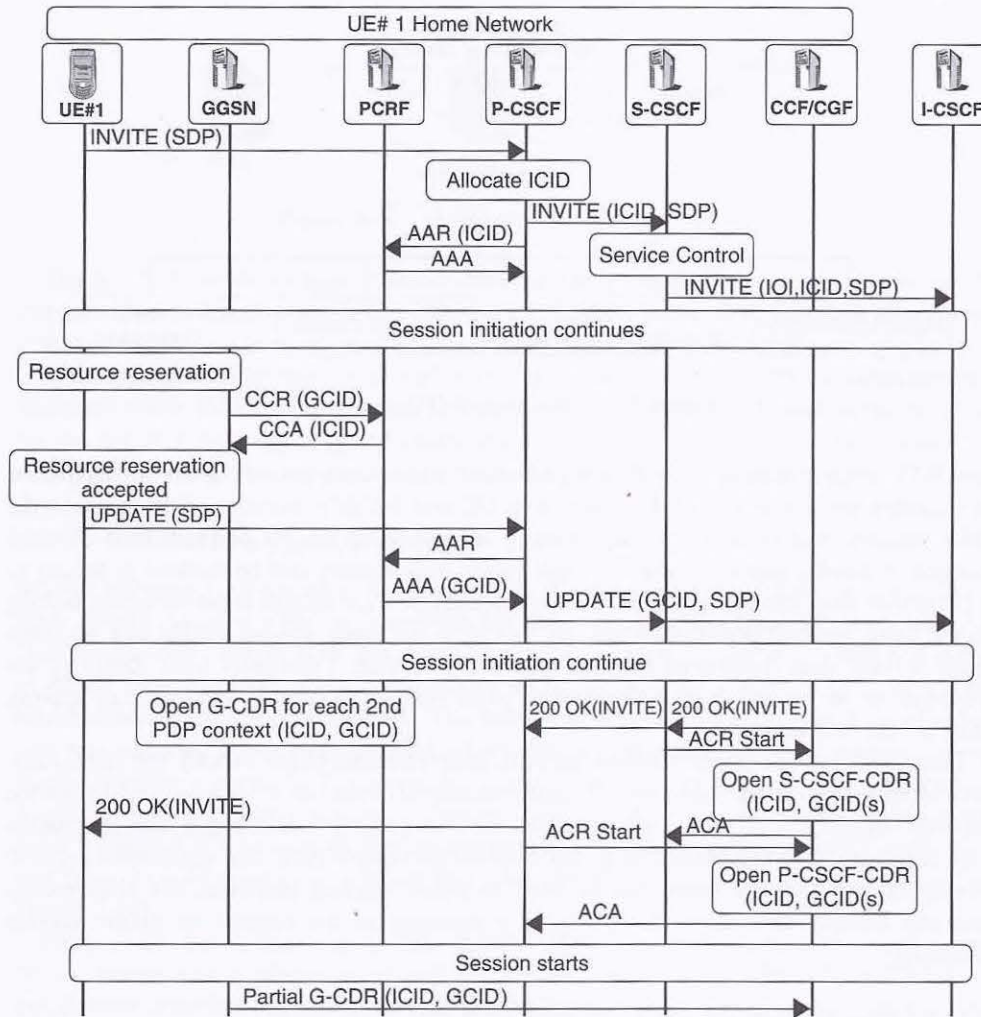 UE# 1 Home Network
UE#1
GGSN
PCRF
P-CSCF
S-CSCF
CCF/CGF
I-CSCF
INVITE (SDP)
Allocate ICID
INVITE (ICID, SDP)
AAR (ICID)
Service Control
AAA
INVITE (IOI,ICID,SDP)
Session initiation continues
Resource reservation
CCR (GCID)
CCA (ICID)
Resource reservation
accepted
UPDATE (SDP)
AAR
AAA (GCID)
UPDATE (GCID, SDP)
Session initiation continue
Open G-CDR for each 2nd
PDP context (ICID, GCID)
200 OK(INVITE)
200 OK(INVITE)
ACR Start
Open S-CSCF-CDR
(ICID, GCID(s)
200 OK(INVITE)
ACR Start
ACA
Open P-CSCF-CDR
(ICID, GCID(s)
ACA
Session starts
Partial G-CDR (ICID, GCID)